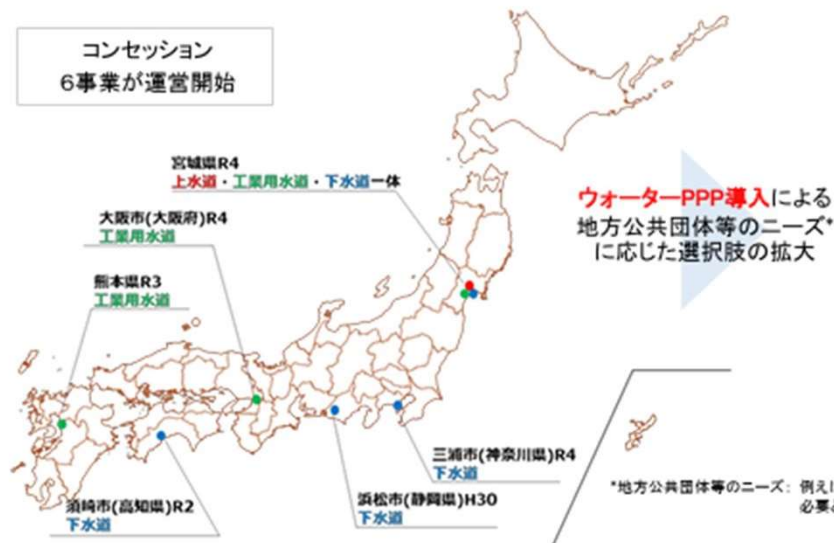 コンセッション
6事業が運営開始
宮城県R4
上水道・工業用水道・下水道一体
大阪市(大阪府)R4
工業用水道
熊本県R3
工業用水道
ウォーターPPP導入による
地方公共団体等のニーズ*
に応じた選択肢の拡大
三浦市(神奈川県)R4
下水道
浜松市(静岡県)H30
下水道
須崎市(高知県)R2
下水道
*地方公共団体等のニーズ: 例え
必要